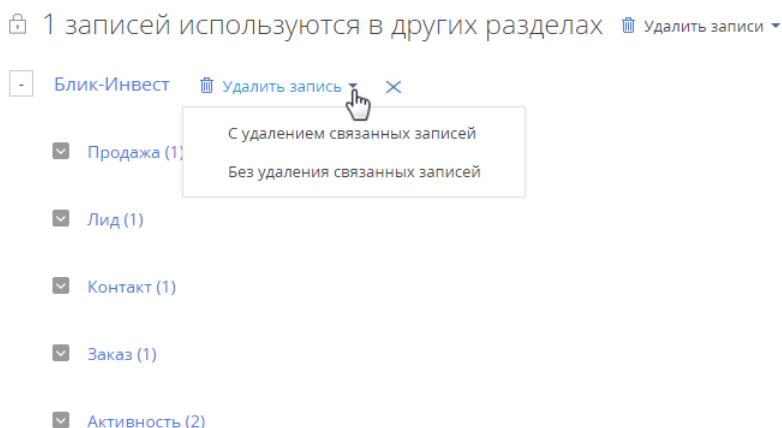 1 записей используются в других разделах Удалить записи
- Блик-Инвест Удалить запись
С удалением связанных записей
Продажа (1)
Без удаления связанных записей
Лид (1)
Контакт (1)
Заказ (1)
Активность (2)